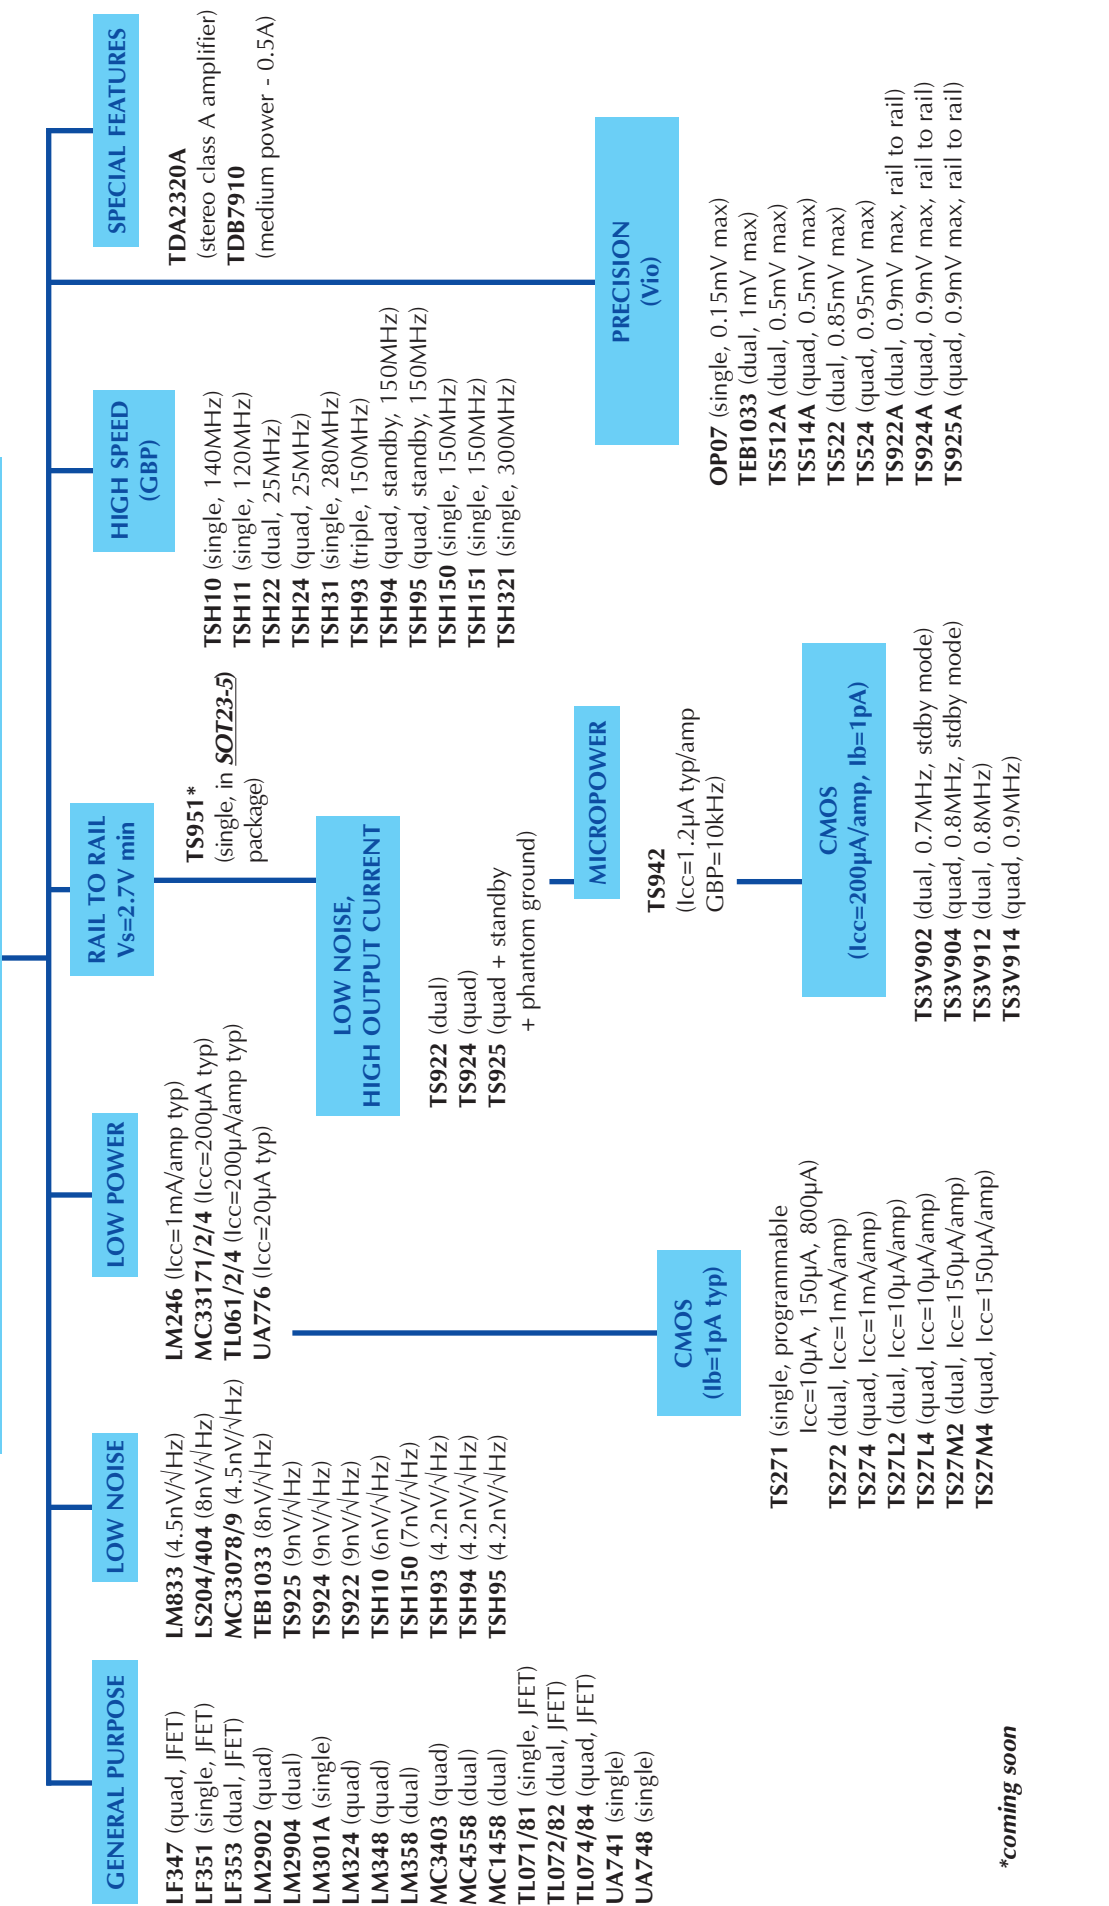 GENERAL PURPOSE
LF347 (quad, JFET)
LF351 (single, JFET)
LF353 (dual, JFET)
LM2902 (quad)
LM2904 (dual)
LM301A (single)
LM324 (quad)
LM348 (quad)
LM358 (dual)
MC3403 (quad)
MC4558 (dual)
MC1458 (dual)
TL071/81 (single, JFET)
TL072/82 (dual, JFET)
TL074/84 (quad, JFET)
UA741 (single)
UA748 (single)
LOW NOISE
LM833 (4.5nV/√Hz)
LS204/404 (8nV/√Hz)
MC33078/9 (4.5nV/√Hz)
TEB1033 (8nV/√Hz)
TS925 (9nV/√Hz)
TS924 (9nV/√Hz)
TS922 (9nV/√Hz)
TSH10 (6nV/√Hz)
TSH150 (7nV/√Hz)
TSH93 (4.2nV/√Hz)
TSH94 (4.2nV/√Hz)
TSH95 (4.2nV/√Hz)
LOW POWER
LM246 (Icc=1mA/amp typ)
MC33171/2/4 (Icc=200µA typ)
TL061/2/4 (Icc=200µA/amp typ)
UA776 (Icc=20µA typ)
CMOS
(Ib=1pA typ)
TS271 (single, programmable
Icc=10µA, 150µA, 800µA)
TS272 (dual, Icc=1mA/amp)
TS274 (quad, Icc=1mA/amp)
TS27L2 (dual, Icc=10µA/amp)
TS27L4 (quad, Icc=10µA/amp)
TS27M2 (dual, Icc=150µA/amp)
TS27M4 (quad, Icc=150µA/amp)
RAIL TO RAIL
Vs=2.7V min
TS951*
(single, in SOT23-5)
package)
LOW NOISE,
HIGH OUTPUT CURRENT
TS922 (dual)
TS924 (quad)
TS925 (quad + standby
+ phantom ground)
MICROPOWER
TS942
(Icc=1.2µA typ/amp
GBP=10kHz)
CMOS
(Icc=200µA/amp, Ib=1pA)
TS3V902 (dual, 0.7MHz, stdby mode)
TS3V904 (quad, 0.8MHz, stdby mode)
TS3V912 (dual, 0.8MHz)
TS3V914 (quad, 0.9MHz)
HIGH SPEED
(GBP)
TSH10 (single, 140MHz)
TSH11 (single, 120MHz)
TSH22 (dual, 25MHz)
TSH24 (quad, 25MHz)
TSH31 (single, 280MHz)
TSH93 (triple, 150MHz)
TSH94 (quad, standby, 150MHz)
TSH95 (quad, standby, 150MHz)
TSH150 (single, 150MHz)
TSH151 (single, 150MHz)
TSH321 (single, 300MHz)
PRECISION
(Vio)
OP07 (single, 0.15mV max)
TEB1033 (dual, 1mV max)
TS512A (dual, 0.5mV max)
TS514A (quad, 0.5mV max)
TS522 (dual, 0.85mV max)
TS524 (quad, 0.95mV max)
TS922A (dual, 0.9mV max, rail to rail)
TS924A (quad, 0.9mV max, rail to rail)
TS925A (quad, 0.9mV max, rail to rail)
SPECIAL FEATURES
TDA2320A
(stereo class A amplifier)
TDB7910
(medium power - 0.5A)
*coming soon